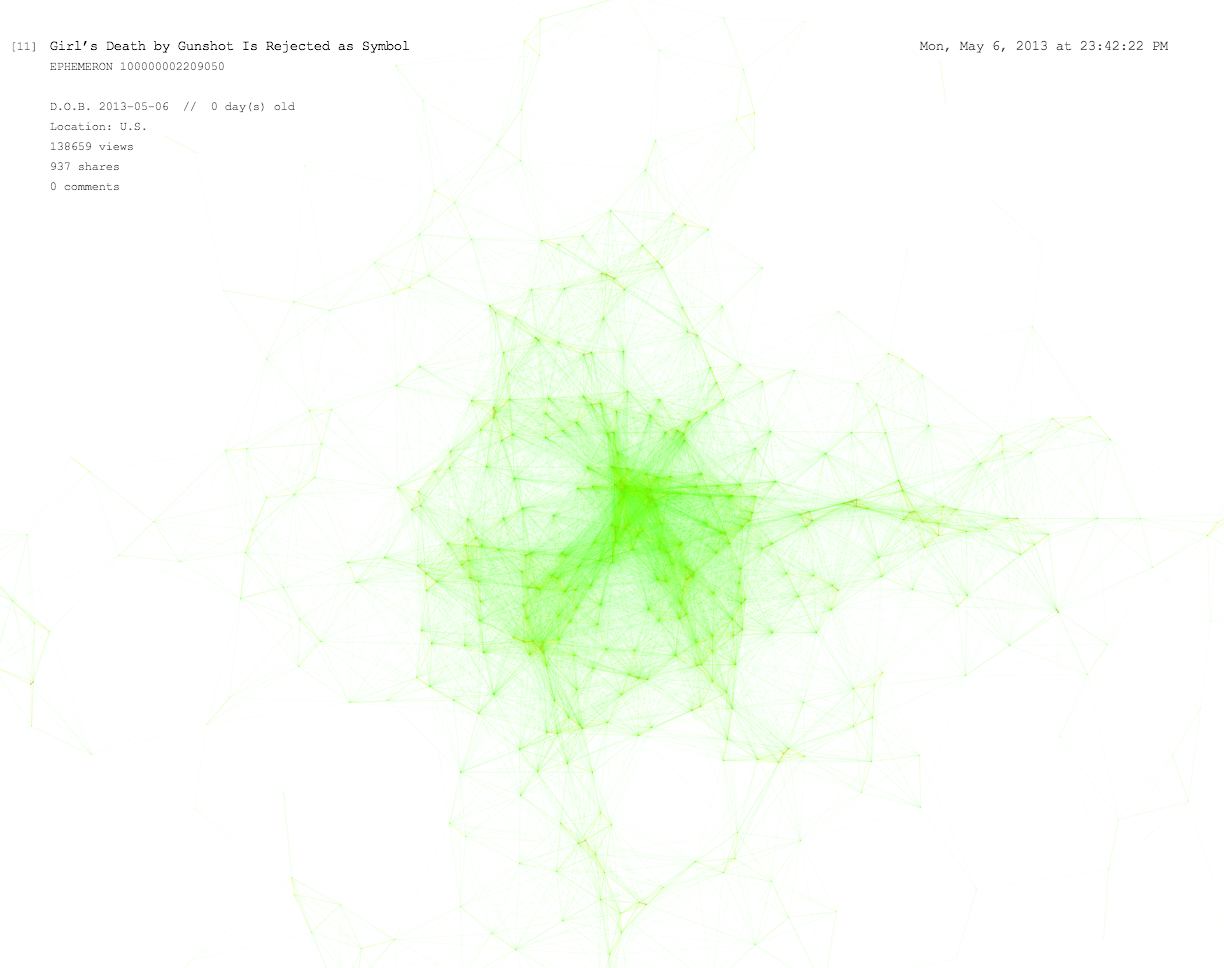 [11] Girl's Death by Gunshot Is Rejected as Symbol
Mon, May 6, 2013 at 23:42:22 PM
EPHEMERON 100000002209050
D.O.B. 2013-05-06 // 0 day(s) old
Location: U.S.
138659 views
937 shares
0 comments